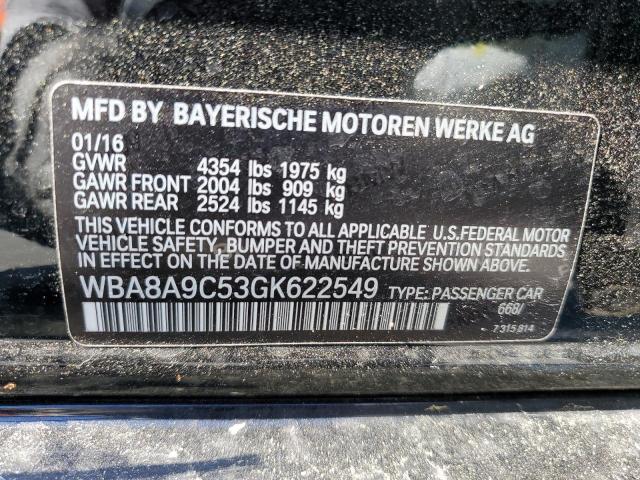 MFD BY BAYERISCHE MOTOREN WERKE AG
01/16
GVWR 4354 lbs 1975 kg
GAWR FRONT 2004 lbs 909 kg
GAWR REAR 2524 lbs 1145 kg
THIS VEHICLE CONFORMS TO ALL APPLICABLE U.S.FEDERAL MOTOR
VEHICLE SAFETY, BUMPER AND THEFT PREVENTION STANDARDS
IN EFFECT ON THE DATE OF MANUFACTURE SHOWN ABOVE.
WBA8A9C53GK622549 TYPE: PASSENGER CAR
668/
7 315 814